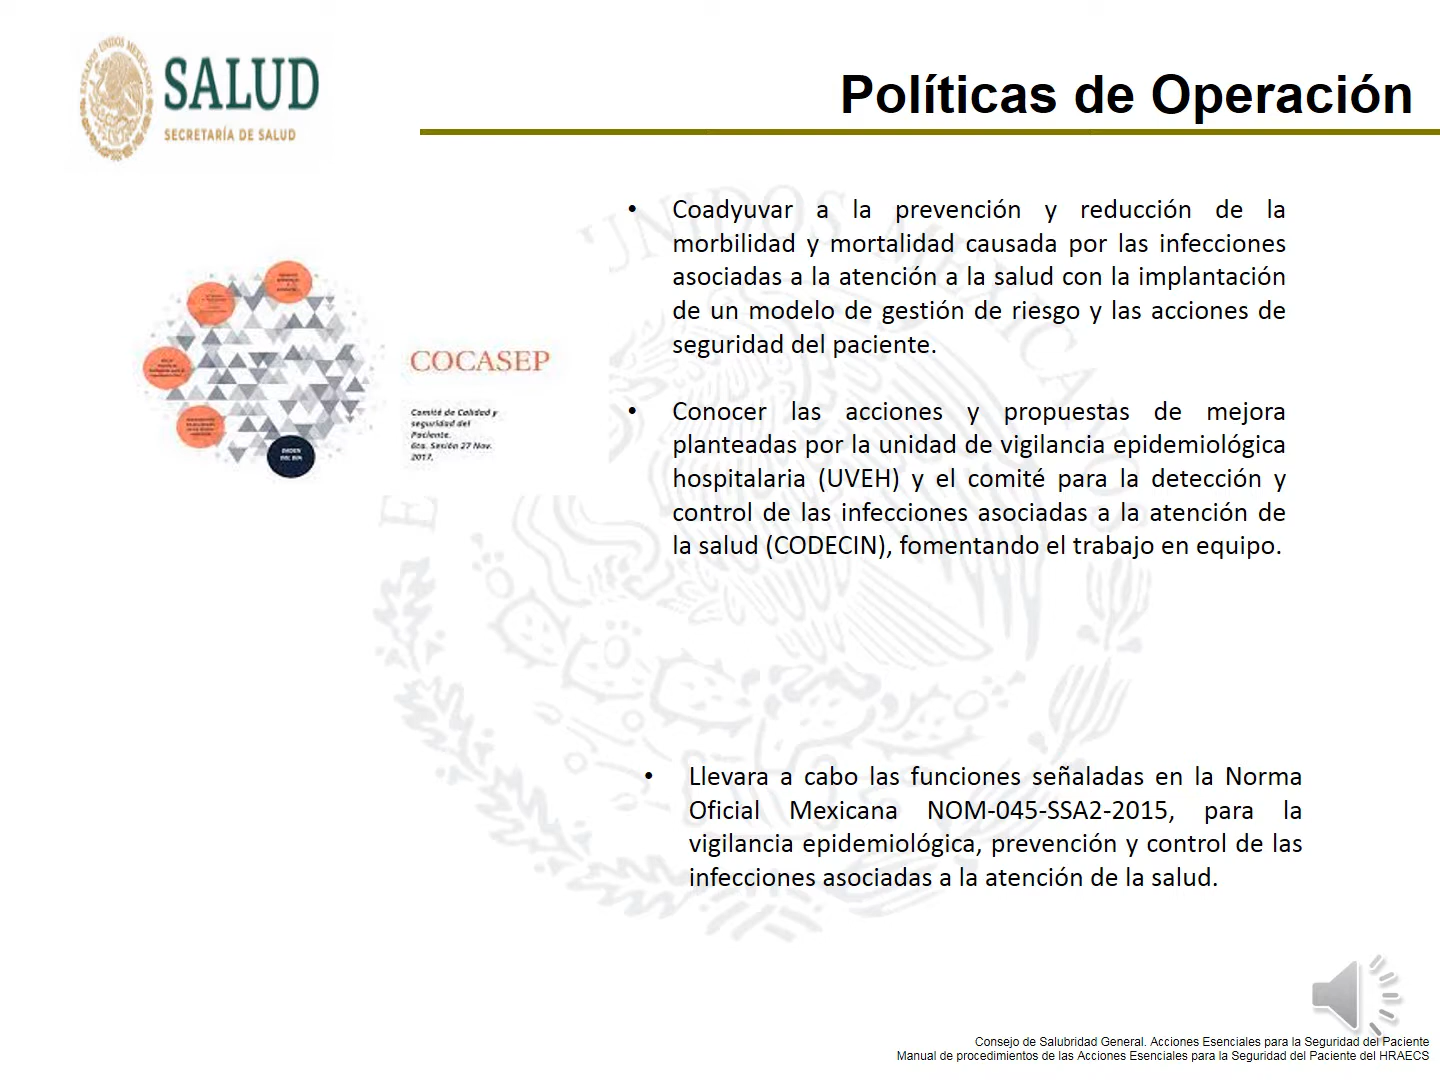 ESTADOS UNIDOS MEXICANOS
SALUD
SECRETARÍA DE SALUD
Políticas de Operación
• Coadyuvar a la prevención y reducción de la
morbilidad y mortalidad causada por las infecciones
asociadas a la atención a la salud con la implantación
de un modelo de gestión de riesgo y las acciones de
seguridad del paciente.
COCASEP
Comité de Calidad y
seguridad del
Paciente.
6ta. Sesión 27 Nov.
2017.
ORDEN
DEL DIA
• Conocer las acciones y propuestas de mejora
planteadas por la unidad de vigilancia epidemiológica
hospitalaria (UVEH) y el comité para la detección y
control de las infecciones asociadas a la atención de
la salud (CODECIN), fomentando el trabajo en equipo.
• Llevara a cabo las funciones señaladas en la Norma
Oficial Mexicana NOM-045-SSA2-2015, para la
vigilancia epidemiológica, prevención y control de las
infecciones asociadas a la atención de la salud.
Consejo de Salubridad General. Acciones Esenciales para la Seguridad del Paciente
Manual de procedimientos de las Acciones Esenciales para la Seguridad del Paciente del HRAECS